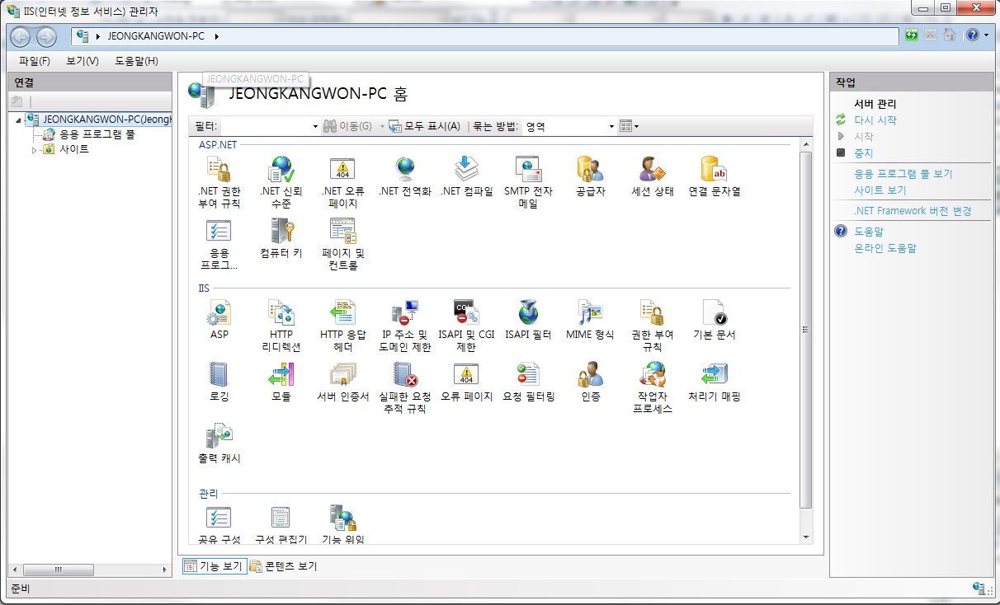 IIS(인터넷 정보 서비스) 관리자
JEONGKANGWON-PC
파일(F) 보기(V) 도움말(H)
연결
JEONGKANGWON-PC(Jeongk
응용 프로그램 풀
사이트
JEONGKANGWON-PC
JEONGKANGWON-PC 홈
필터: 이동(G) 모두 표시(A) 묶는 방법: 영역
ASP.NET
.NET 권한 부여 규칙
.NET 신뢰 수준
.NET 오류 페이지
.NET 전역화
.NET 컴파일
SMTP 전자 메일
공급자
세션 상태
연결 문자열
응용 프로그...
컴퓨터 키
페이지 및 컨트롤
IIS
ASP
HTTP 리디렉션
HTTP 응답 헤더
IP 주소 및 도메인 제한
ISAPI 및 CGI 제한
ISAPI 필터
MIME 형식
권한 부여 규칙
기본 문서
로깅
모듈
서버 인증서
실패한 요청 추적 규칙
오류 페이지
요청 필터링
인증
작업자 프로세스
처리기 매핑
출력 캐시
관리
공유 구성
구성 편집기
기능 위임
기능 보기 콘텐츠 보기
작업
서버 관리
다시 시작
시작
중지
응용 프로그램 풀 보기
사이트 보기
.NET Framework 버전 변경
도움말
온라인 도움말
준비